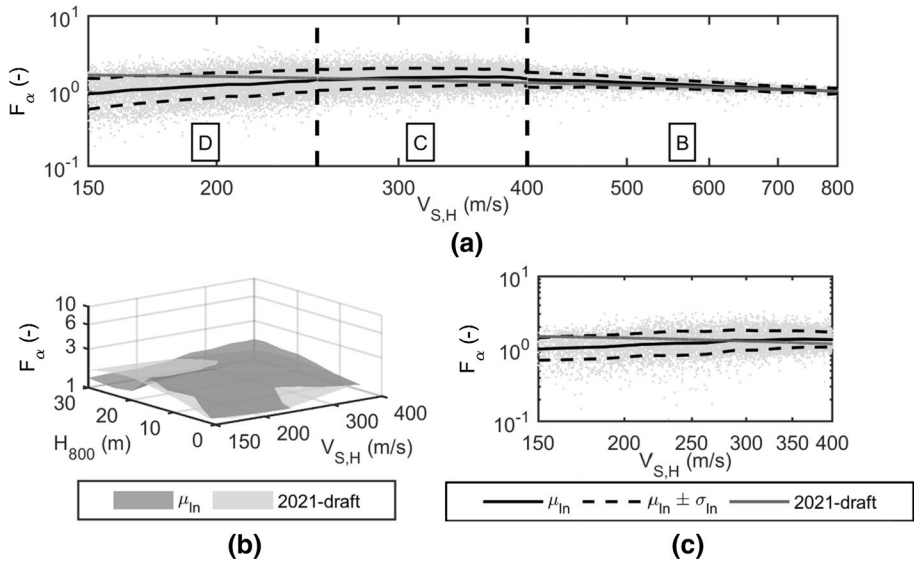 (a)
10^1
10^0
10^-1
F_α (-)
D
C
B
150 200 300 400 500 600 700 800
V_S,H (m/s)
(b)
10
6
3
1
F_α (-)
30 20 10 0
H_800 (m)
150 200 300 400
V_S,H (m/s)
μ_ln 2021-draft
(c)
10^1
10^0
10^-1
F_α (-)
150 200 250 300 350 400
V_S,H (m/s)
μ_ln μ_ln ± σ_ln 2021-draft